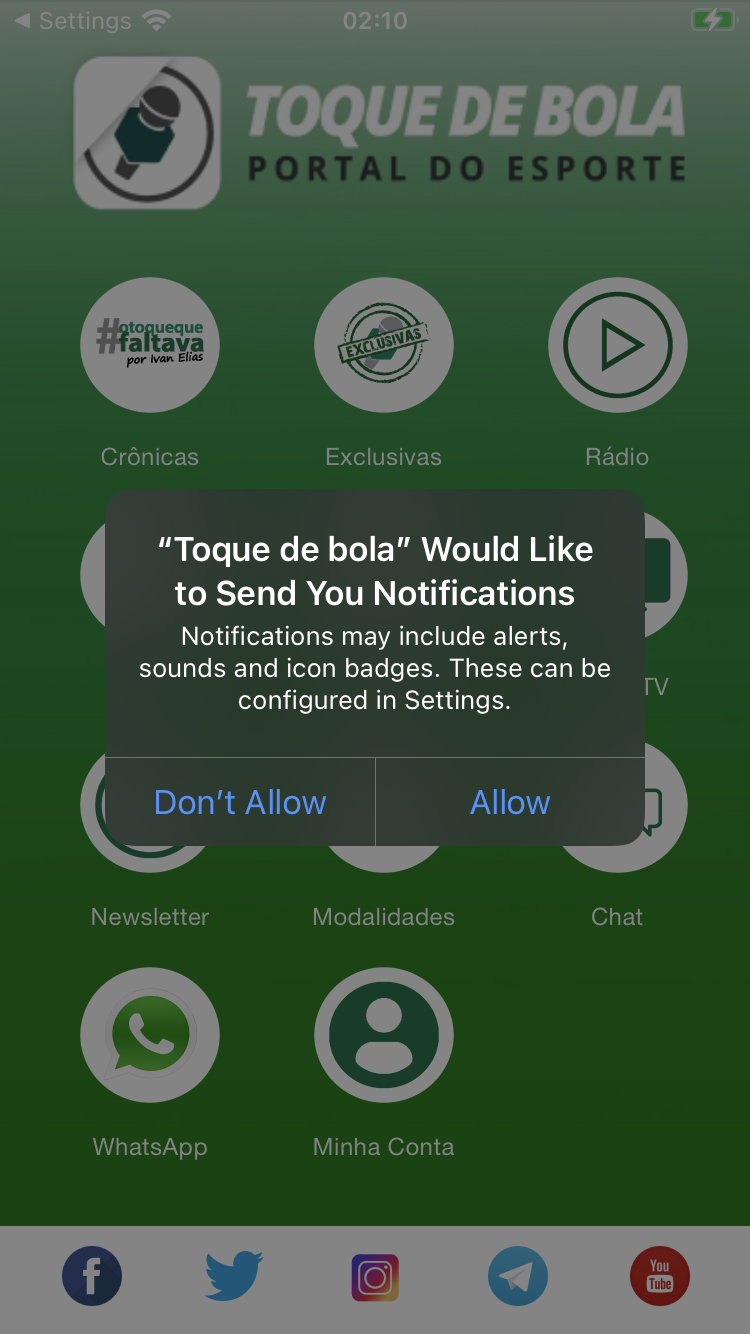 ◀ Settings
02:10
TOQUE DE BOLA
PORTAL DO ESPORTE
#otoqueque
faltava
por Ivan Elias
EXCLUSIVAS
Crônicas
Exclusivas
Rádio
“Toque de bola” Would Like
to Send You Notifications
Notifications may include alerts,
sounds and icon badges. These can be
configured in Settings.
TV
Don’t Allow
Allow
Newsletter
Modalidades
Chat
WhatsApp
Minha Conta
f
You
Tube